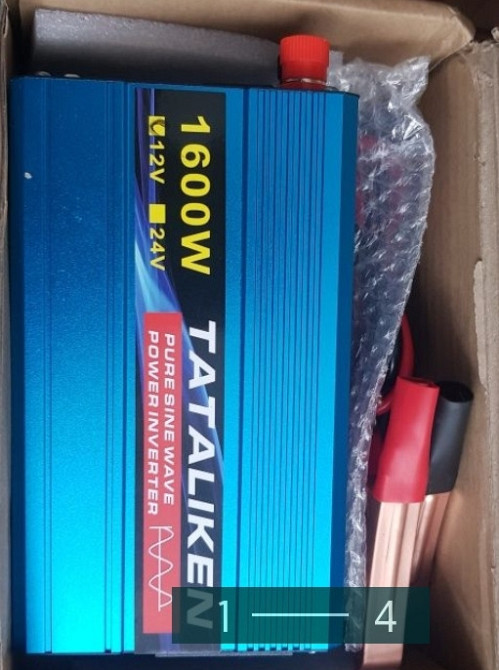 1600W
12V 24V
TATALIKEN
PURE SINE WAVE
POWER INVERTER
1 4